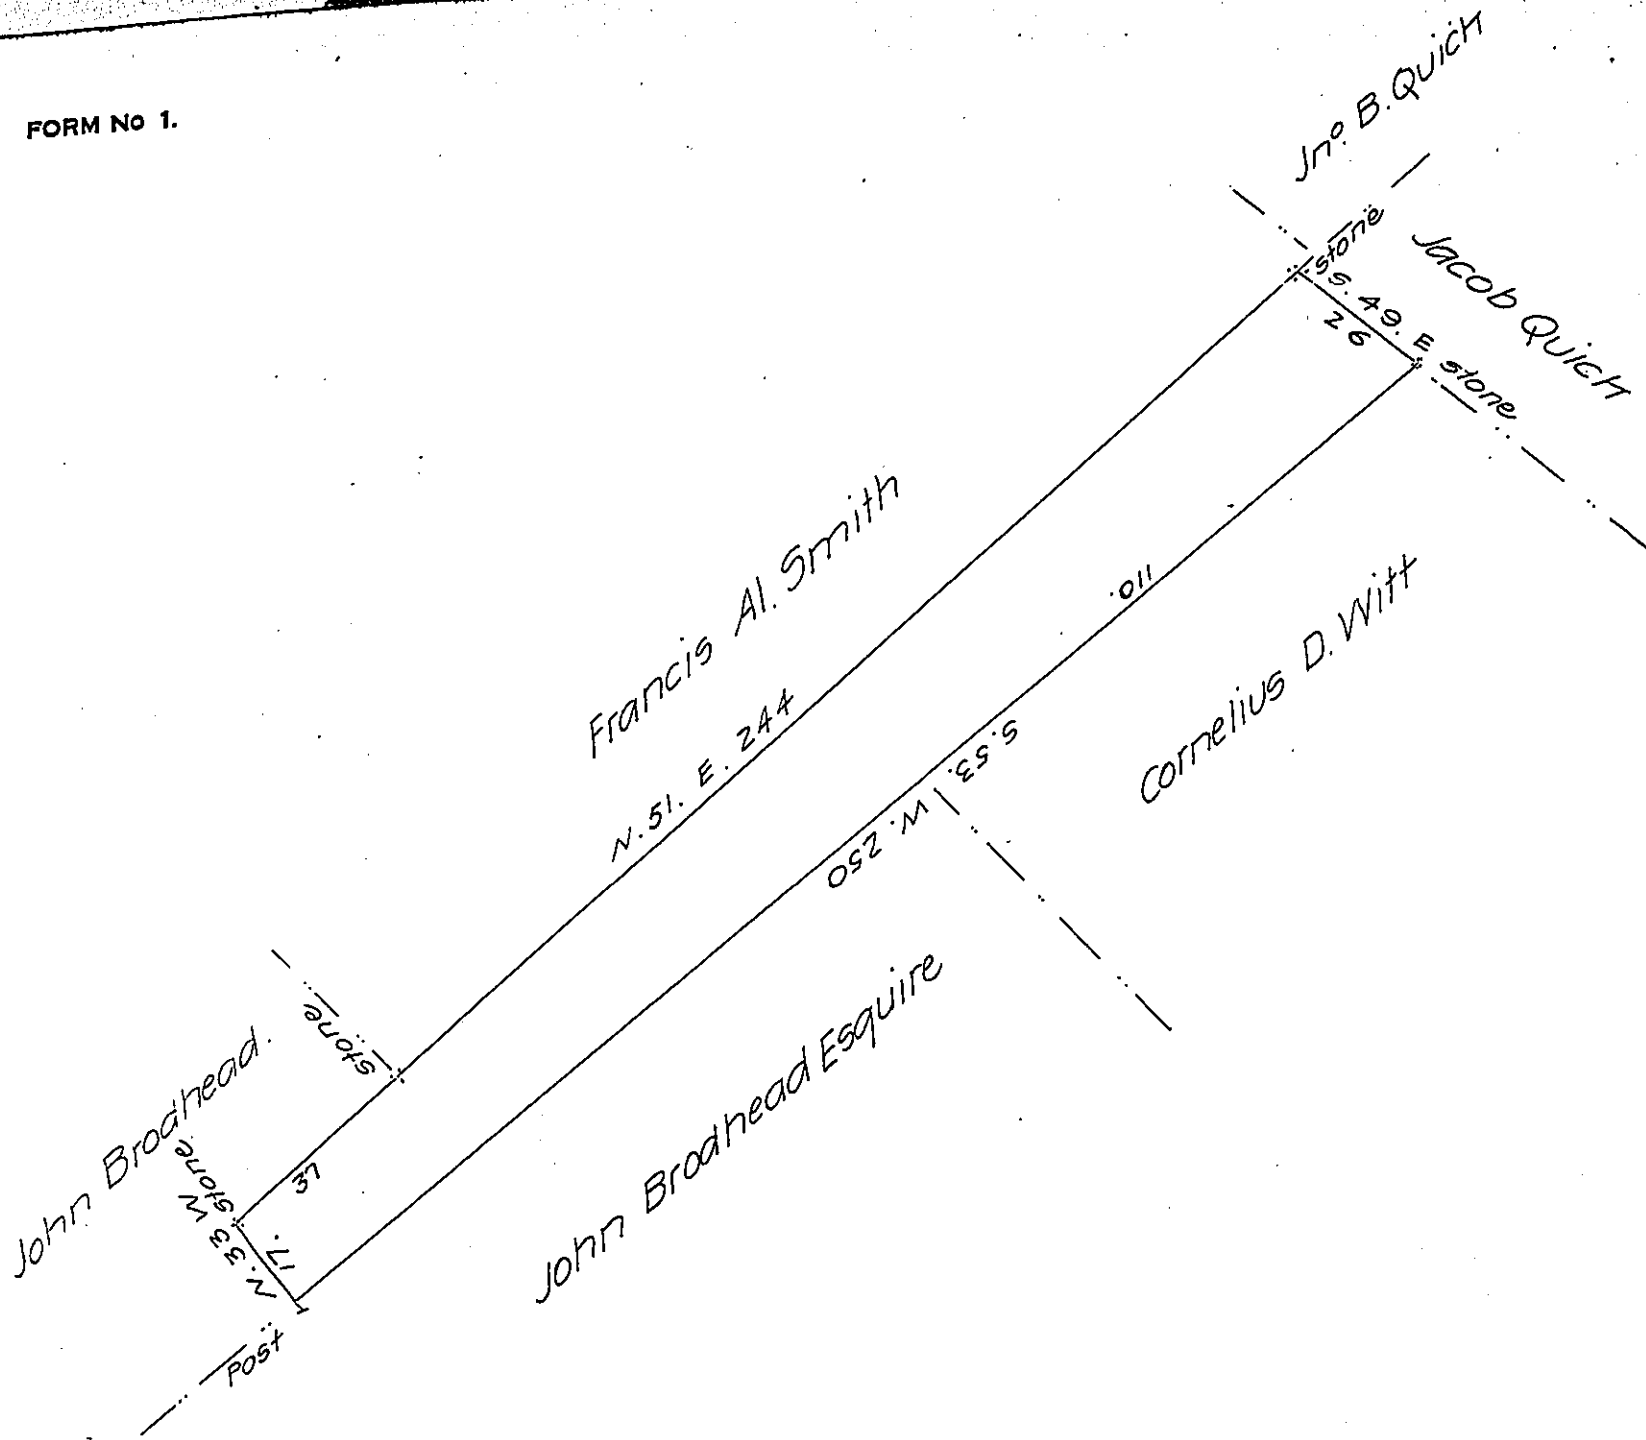 FORM No 1.
Jno. B. Quick
stone
Jacob Quick
S. 49. E
26
stone
Francis Al. Smith
110.
Cornelius D. Witt
N. 51. E. 244
S. 53. W. 250
stone
John Brodhead.
stone
37
N. 33 W
17.
John Brodhead Esquire
Post